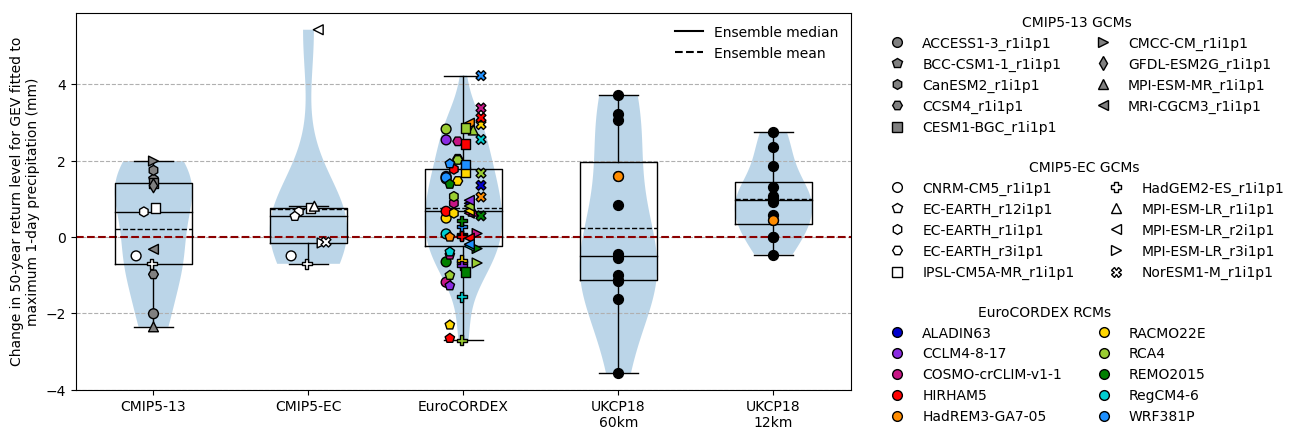 Change in 50-year return level for GEV fitted to
maximum 1-day precipitation (mm)
4
2
0
−2
−4
Ensemble median
Ensemble mean
CMIP5-13
CMIP5-EC
EuroCORDEX
UKCP18
60km
UKCP18
12km
CMIP5-13 GCMs
ACCESS1-3_r1i1p1
BCC-CSM1-1_r1i1p1
CanESM2_r1i1p1
CCSM4_r1i1p1
CESM1-BGC_r1i1p1
CMCC-CM_r1i1p1
GFDL-ESM2G_r1i1p1
MPI-ESM-MR_r1i1p1
MRI-CGCM3_r1i1p1
CMIP5-EC GCMs
CNRM-CM5_r1i1p1
EC-EARTH_r12i1p1
EC-EARTH_r1i1p1
EC-EARTH_r3i1p1
IPSL-CM5A-MR_r1i1p1
HadGEM2-ES_r1i1p1
MPI-ESM-LR_r1i1p1
MPI-ESM-LR_r2i1p1
MPI-ESM-LR_r3i1p1
NorESM1-M_r1i1p1
EuroCORDEX RCMs
ALADIN63
CCLM4-8-17
COSMO-crCLIM-v1-1
HIRHAM5
HadREM3-GA7-05
RACMO22E
RCA4
REMO2015
RegCM4-6
WRF381P